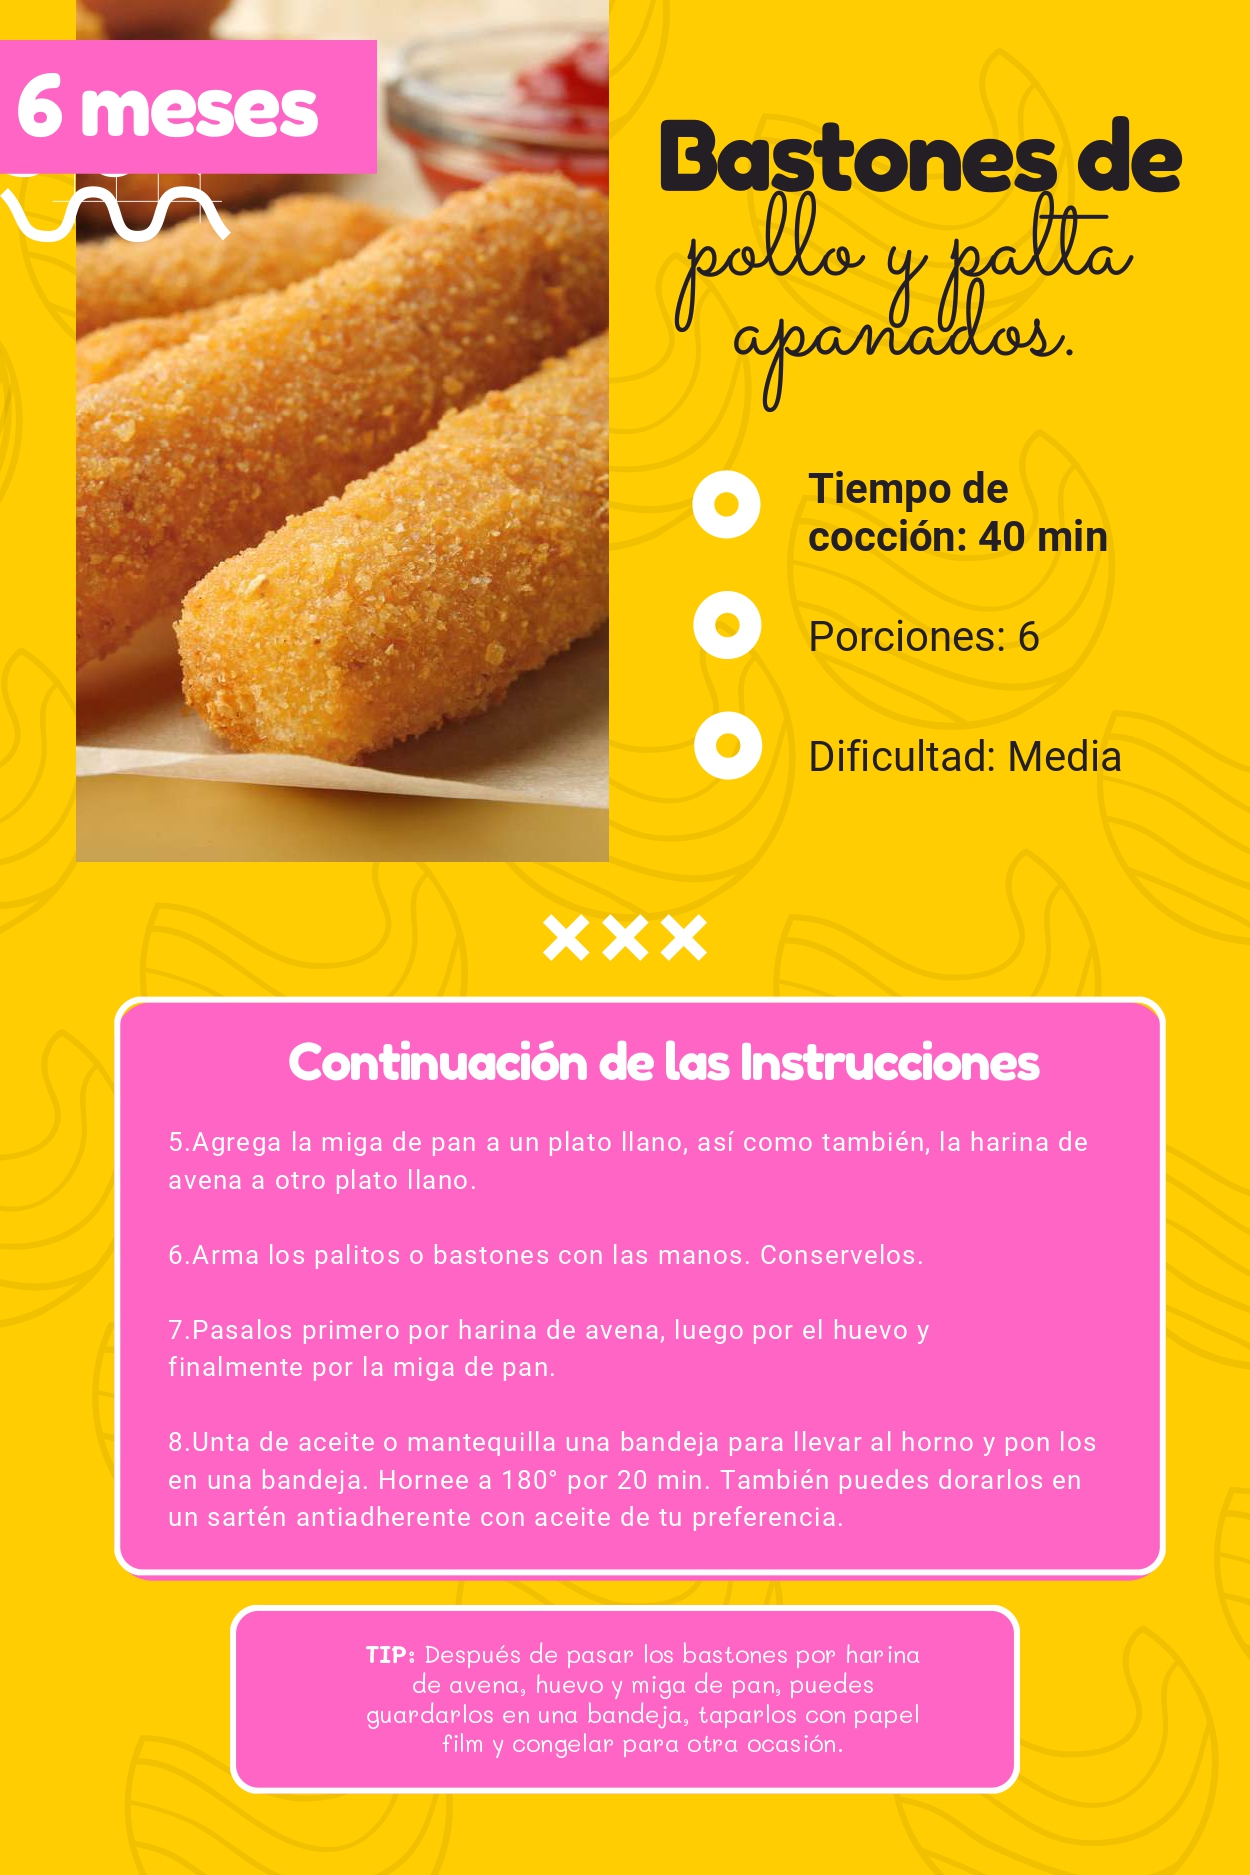 6 meses
Bastones de
pollo y palta
apanados.
Tiempo de
cocción: 40 min
Porciones: 6
Dificultad: Media
Continuación de las Instrucciones
5.Agrega la miga de pan a un plato llano, así como también, la harina de
avena a otro plato llano.
6.Arma los palitos o bastones con las manos. Conservelos.
7.Pasalos primero por harina de avena, luego por el huevo y
finalmente por la miga de pan.
8.Unta de aceite o mantequilla una bandeja para llevar al horno y pon los
en una bandeja. Hornee a 180° por 20 min. También puedes dorarlos en
un sartén antiadherente con aceite de tu preferencia.
TIP: Después de pasar los bastones por harina
de avena, huevo y miga de pan, puedes
guardarlos en una bandeja, taparlos con papel
film y congelar para otra ocasión.